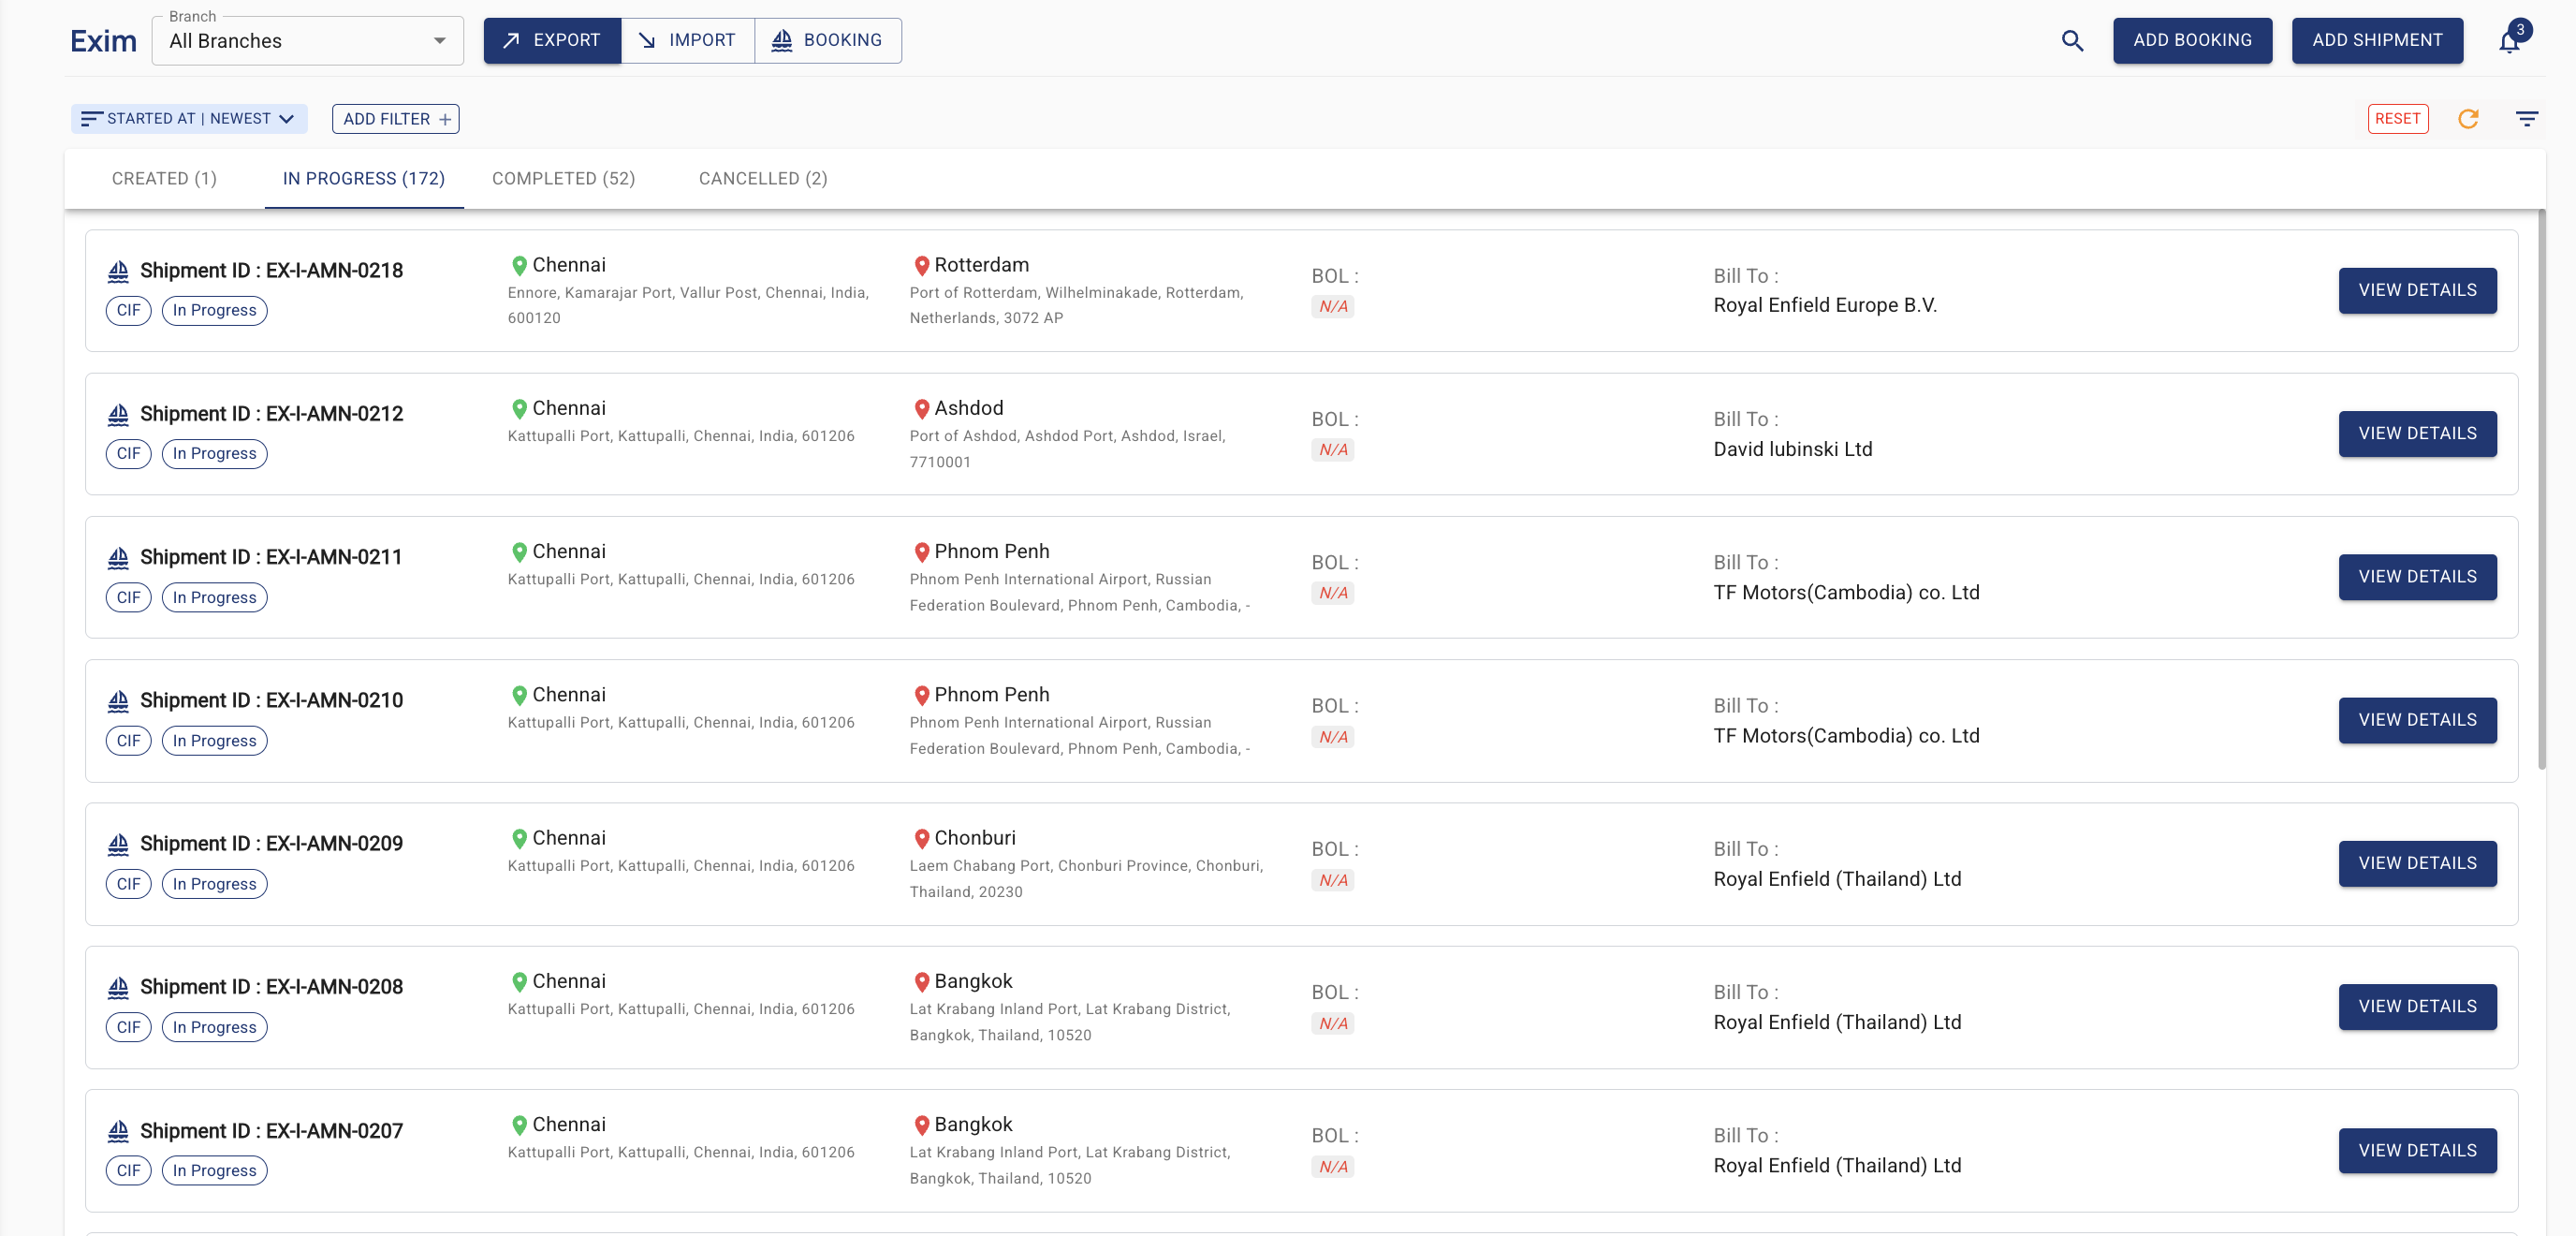 Exim
Branch
All Branches
EXPORT
IMPORT
BOOKING
ADD BOOKING
ADD SHIPMENT
3
STARTED AT | NEWEST
ADD FILTER +
RESET
CREATED (1)
IN PROGRESS (172)
COMPLETED (52)
CANCELLED (2)
Shipment ID : EX-I-AMN-0218
CIF
In Progress
Chennai
Ennore, Kamarajar Port, Vallur Post, Chennai, India,
600120
Rotterdam
Port of Rotterdam, Wilhelminakade, Rotterdam,
Netherlands, 3072 AP
BOL :
N/A
Bill To :
Royal Enfield Europe B.V.
VIEW DETAILS
Shipment ID : EX-I-AMN-0212
CIF
In Progress
Chennai
Kattupalli Port, Kattupalli, Chennai, India, 601206
Ashdod
Port of Ashdod, Ashdod Port, Ashdod, Israel,
7710001
BOL :
N/A
Bill To :
David lubinski Ltd
VIEW DETAILS
Shipment ID : EX-I-AMN-0211
CIF
In Progress
Chennai
Kattupalli Port, Kattupalli, Chennai, India, 601206
Phnom Penh
Phnom Penh International Airport, Russian
Federation Boulevard, Phnom Penh, Cambodia, -
BOL :
N/A
Bill To :
TF Motors(Cambodia) co. Ltd
VIEW DETAILS
Shipment ID : EX-I-AMN-0210
CIF
In Progress
Chennai
Kattupalli Port, Kattupalli, Chennai, India, 601206
Phnom Penh
Phnom Penh International Airport, Russian
Federation Boulevard, Phnom Penh, Cambodia, -
BOL :
N/A
Bill To :
TF Motors(Cambodia) co. Ltd
VIEW DETAILS
Shipment ID : EX-I-AMN-0209
CIF
In Progress
Chennai
Kattupalli Port, Kattupalli, Chennai, India, 601206
Chonburi
Laem Chabang Port, Chonburi Province, Chonburi,
Thailand, 20230
BOL :
N/A
Bill To :
Royal Enfield (Thailand) Ltd
VIEW DETAILS
Shipment ID : EX-I-AMN-0208
CIF
In Progress
Chennai
Kattupalli Port, Kattupalli, Chennai, India, 601206
Bangkok
Lat Krabang Inland Port, Lat Krabang District,
Bangkok, Thailand, 10520
BOL :
N/A
Bill To :
Royal Enfield (Thailand) Ltd
VIEW DETAILS
Shipment ID : EX-I-AMN-0207
CIF
In Progress
Chennai
Kattupalli Port, Kattupalli, Chennai, India, 601206
Bangkok
Lat Krabang Inland Port, Lat Krabang District,
Bangkok, Thailand, 10520
BOL :
N/A
Bill To :
Royal Enfield (Thailand) Ltd
VIEW DETAILS